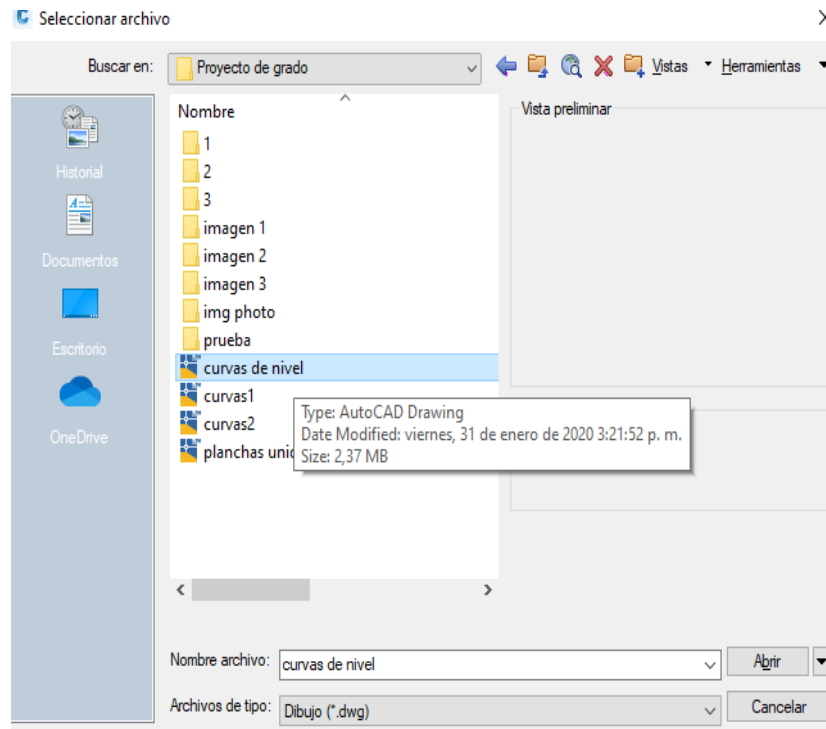 Seleccionar archivo
Buscar en:
Proyecto de grado
Vistas
Herramientas
Historial
Documentos
Escritorio
OneDrive
Nombre
1
2
3
imagen 1
imagen 2
imagen 3
img photo
prueba
curvas de nivel
curvas1
curvas2
planchas
Vista preliminar
Type: AutoCAD Drawing
Date Modified: viernes, 31 de enero de 2020 3:21:52 p. m.
Size: 2,37 MB
Nombre archivo:
curvas de nivel
Abrir
Archivos de tipo:
Dibujo (*.dwg)
Cancelar